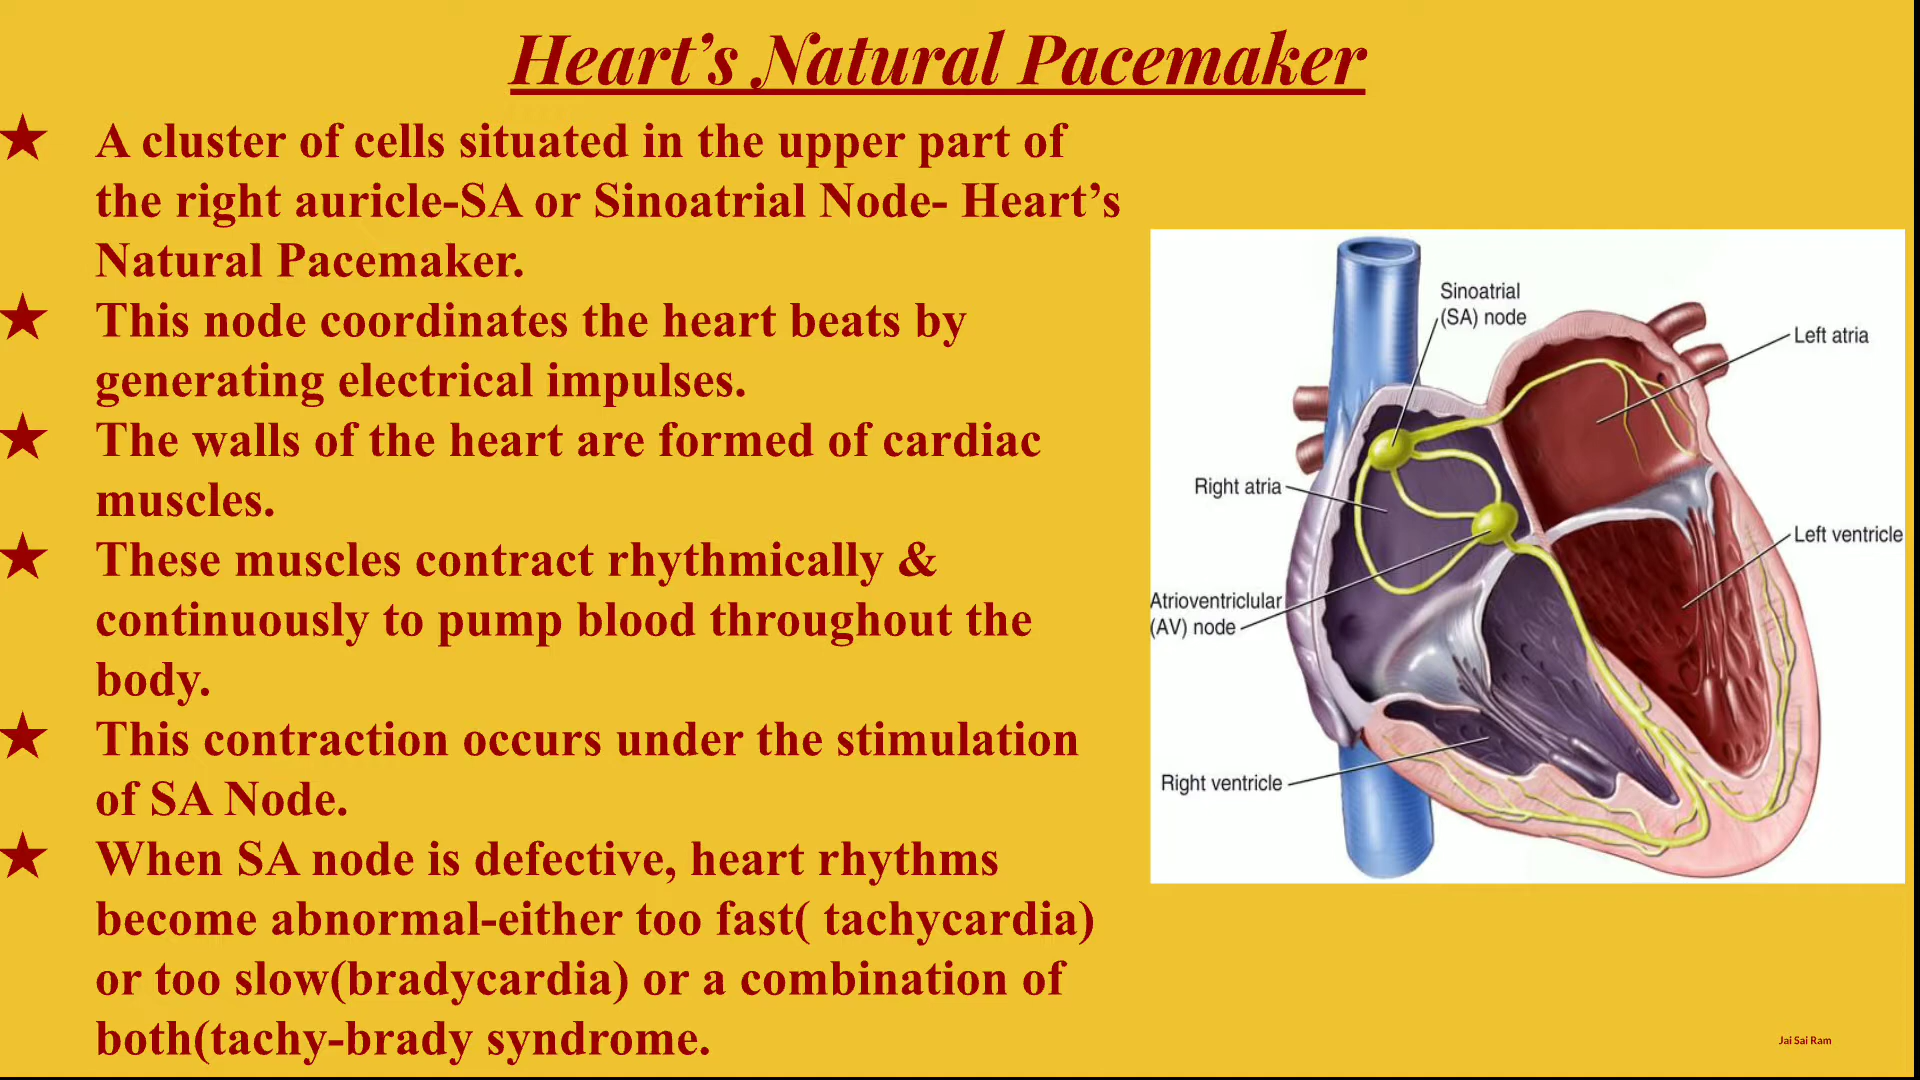 Heart’s Natural Pacemaker
★ A cluster of cells situated in the upper part of
the right auricle-SA or Sinoatrial Node- Heart’s
Natural Pacemaker.
★ This node coordinates the heart beats by
generating electrical impulses.
★ The walls of the heart are formed of cardiac
muscles.
★ These muscles contract rhythmically &
continuously to pump blood throughout the
body.
★ This contraction occurs under the stimulation
of SA Node.
★ When SA node is defective, heart rhythms
become abnormal-either too fast( tachycardia)
or too slow(bradycardia) or a combination of
both(tachy-brady syndrome.
Sinoatrial
(SA) node
Left atria
Right atria
Left ventricle
Atrioventriclular
(AV) node
Right ventricle
Jai Sai Ram